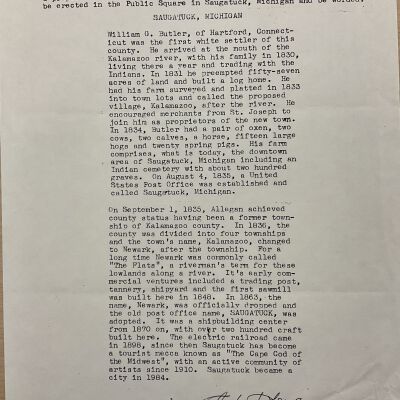 be erected in the Public Square in Saugatuck, Michigan and be worded:
SAUGATUCK, MICHIGAN
William G. Butler, of Hartford, Connect-
icut was the first white settler of this
county. He arrived at the mouth of the
Kalamazoo river, with his family in 1830,
living there a year and trading with the
Indians. In 1831 he preempted fifty-seven
acres of land and built a log home. He
had his farm surveyed and platted in 1833
into town lots and called the proposed
village, Kalamazoo, after the river. He
encouraged merchants from St. Joseph to
join him as proprietors of the new town.
In 1834, Butler had a pair of oxen, two
cows, two calves, a horse, fifteen large
hogs and twenty spring pigs. His farm
comprises, what is today, the downtown
area of Saugatuck, Michigan including an
Indian cemetery with about two hundred
graves. On August 4, 1835, a United
States Post Office was established and
called Saugatuck, Michigan.
On September 1, 1835, Allegan achieved
county status having been a former town-
ship of Kalamazoo county. In 1836, the
county was divided into four townships
and the town's name, Kalamazoo, changed
to Newark, after the township. For a
long time Newark was commonly called
"The Flats", a riverman's term for these
lowlands along a river. It's early com-
mercial ventures included a trading post,
tannery, shipyard and the first sawmill
was built here in 1848. In 1863, the
name, Newark, was officially dropped and
the old post office name, SAUGATUCK, was
adopted. It was a shipbuilding center
from 1870 on, with over two hundred craft
built here. The electric railroad came
in 1898, since then Saugatuck has become
a tourist mecca known as "The Cape Cod of
the Midwest", with an active community of
artists since 1910. Saugatuck became a
city in 1984.